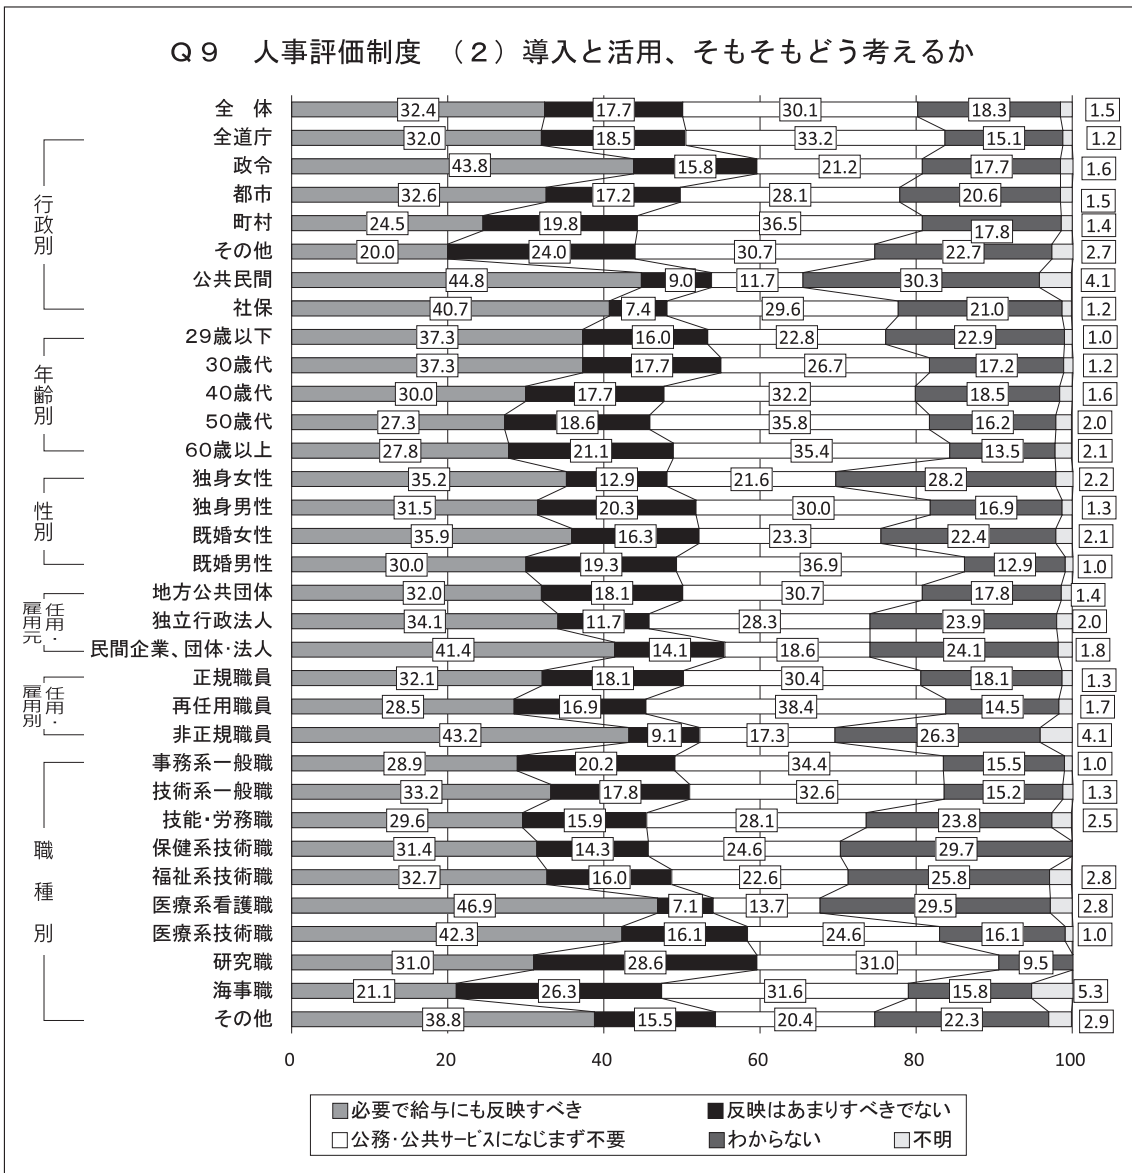 Ｑ９　人事評価制度　（２）導入と活用、そもそもどう考えるか
全　体 32.4 17.7 30.1 18.3 1.5
行政別
全道庁 32.0 18.5 33.2 15.1 1.2
政令 43.8 15.8 21.2 17.7 1.6
都市 32.6 17.2 28.1 20.6 1.5
町村 24.5 19.8 36.5 17.8 1.4
その他 20.0 24.0 30.7 22.7 2.7
公共民間 44.8 9.0 11.7 30.3 4.1
社保 40.7 7.4 29.6 21.0 1.2
年齢別
29歳以下 37.3 16.0 22.8 22.9 1.0
30歳代 37.3 17.7 26.7 17.2 1.2
40歳代 30.0 17.7 32.2 18.5 1.6
50歳代 27.3 18.6 35.8 16.2 2.0
60歳以上 27.8 21.1 35.4 13.5 2.1
性別
独身女性 35.2 12.9 21.6 28.2 2.2
独身男性 31.5 20.3 30.0 16.9 1.3
既婚女性 35.9 16.3 23.3 22.4 2.1
既婚男性 30.0 19.3 36.9 12.9 1.0
任用・雇用元
地方公共団体 32.0 18.1 30.7 17.8 1.4
独立行政法人 34.1 11.7 28.3 23.9 2.0
民間企業、団体・法人 41.4 14.1 18.6 24.1 1.8
任用・雇用別
正規職員 32.1 18.1 30.4 18.1 1.3
再任用職員 28.5 16.9 38.4 14.5 1.7
非正規職員 43.2 9.1 17.3 26.3 4.1
職種別
事務系一般職 28.9 20.2 34.4 15.5 1.0
技術系一般職 33.2 17.8 32.6 15.2 1.3
技能・労務職 29.6 15.9 28.1 23.8 2.5
保健系技術職 31.4 14.3 24.6 29.7
福祉系技術職 32.7 16.0 22.6 25.8 2.8
医療系看護職 46.9 7.1 13.7 29.5 2.8
医療系技術職 42.3 16.1 24.6 16.1 1.0
研究職 31.0 28.6 31.0 9.5
海事職 21.1 26.3 31.6 15.8 5.3
その他 38.8 15.5 20.4 22.3 2.9
0 20 40 60 80 100
必要で給与にも反映すべき 反映はあまりすべきでない
公務・公共サービスになじまず不要 わからない 不明